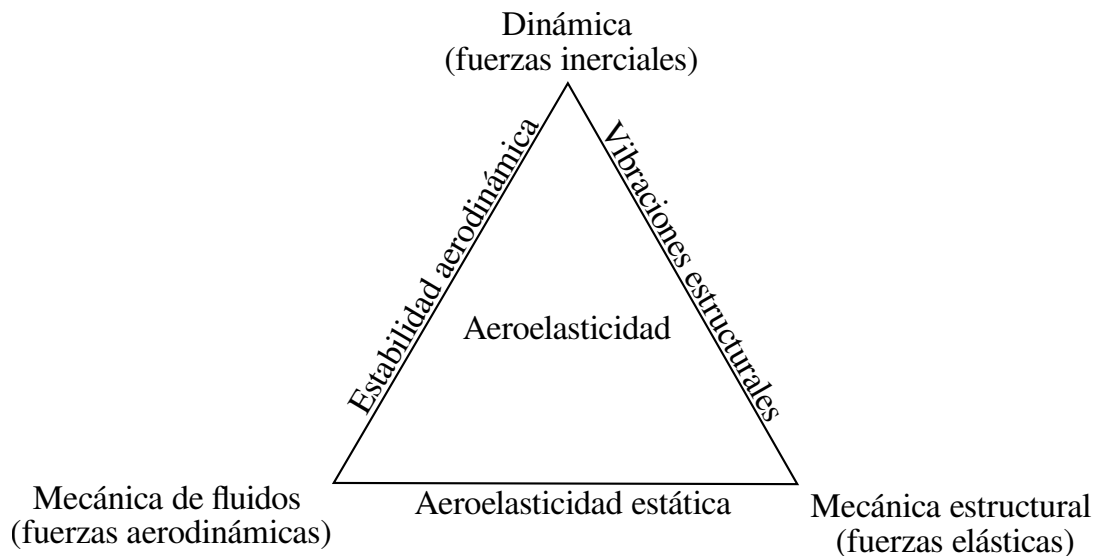 Dinámica
(fuerzas inerciales)
Estabilidad aerodinámica
Vibraciones estructurales
Aeroelasticidad
Mecánica de fluidos
(fuerzas aerodinámicas)
Aeroelasticidad estática
Mecánica estructural
(fuerzas elásticas)